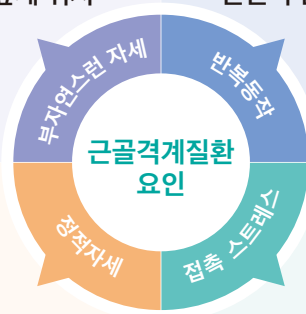 부자연스런 자세
반복동작
근골격계질환
요인
정적자세
접촉 스트레스